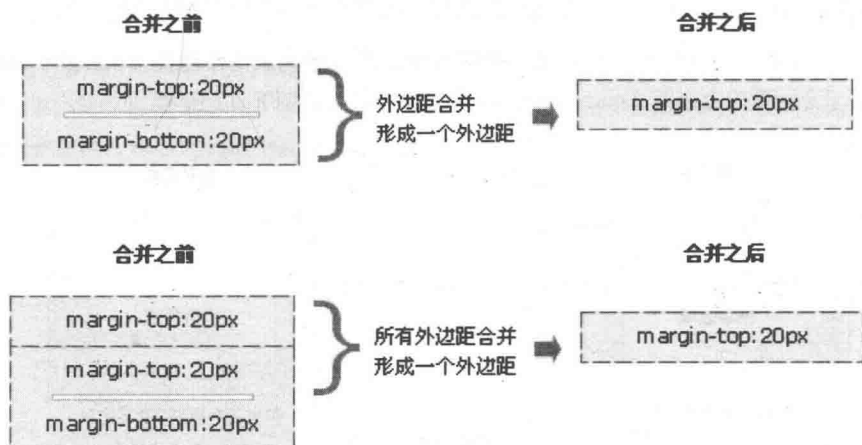 合并之前
合并之后
margin-top:20px
margin-bottom:20px
外边距合并
形成一个外边距
margin-top:20px
合并之前
合并之后
margin-top:20px
margin-top:20px
margin-bottom:20px
所有外边距合并
形成一个外边距
margin-top:20px